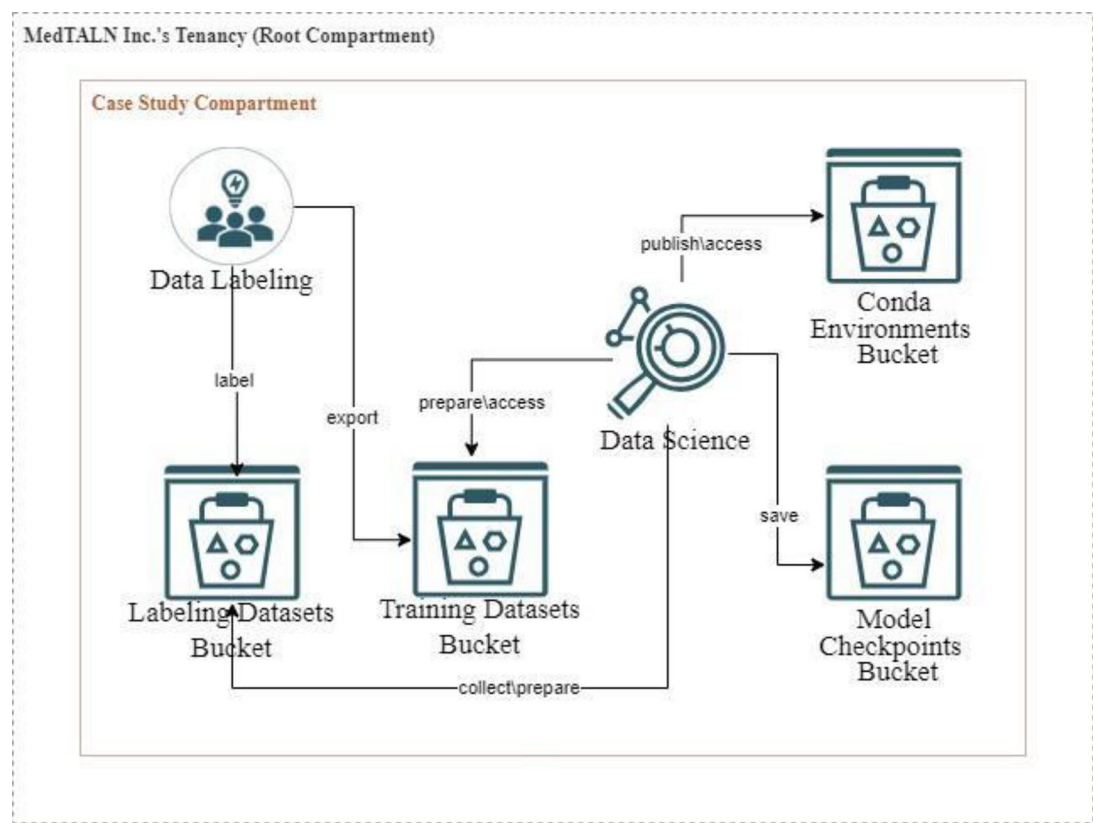 MedTALN Inc.'s Tenancy (Root Compartment)
Case Study Compartment
Data Labeling
publish\access
Conda
Environments
Bucket
label
export
prepare\access
Data Science
save
Labeling Datasets
Bucket
Training Datasets
Bucket
Model
Checkpoints
Bucket
collect\prepare